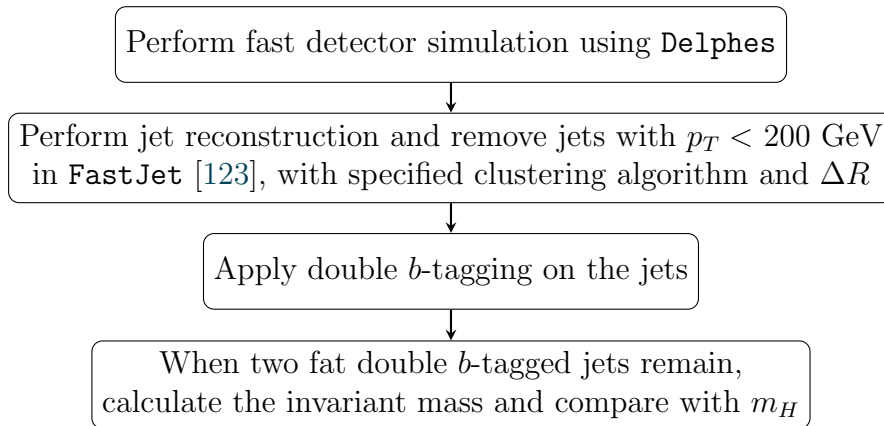 Perform fast detector simulation using Delphes
Perform jet reconstruction and remove jets with p_T < 200 GeV
in FastJet [123], with specified clustering algorithm and ΔR
Apply double b-tagging on the jets
When two fat double b-tagged jets remain,
calculate the invariant mass and compare with m_H